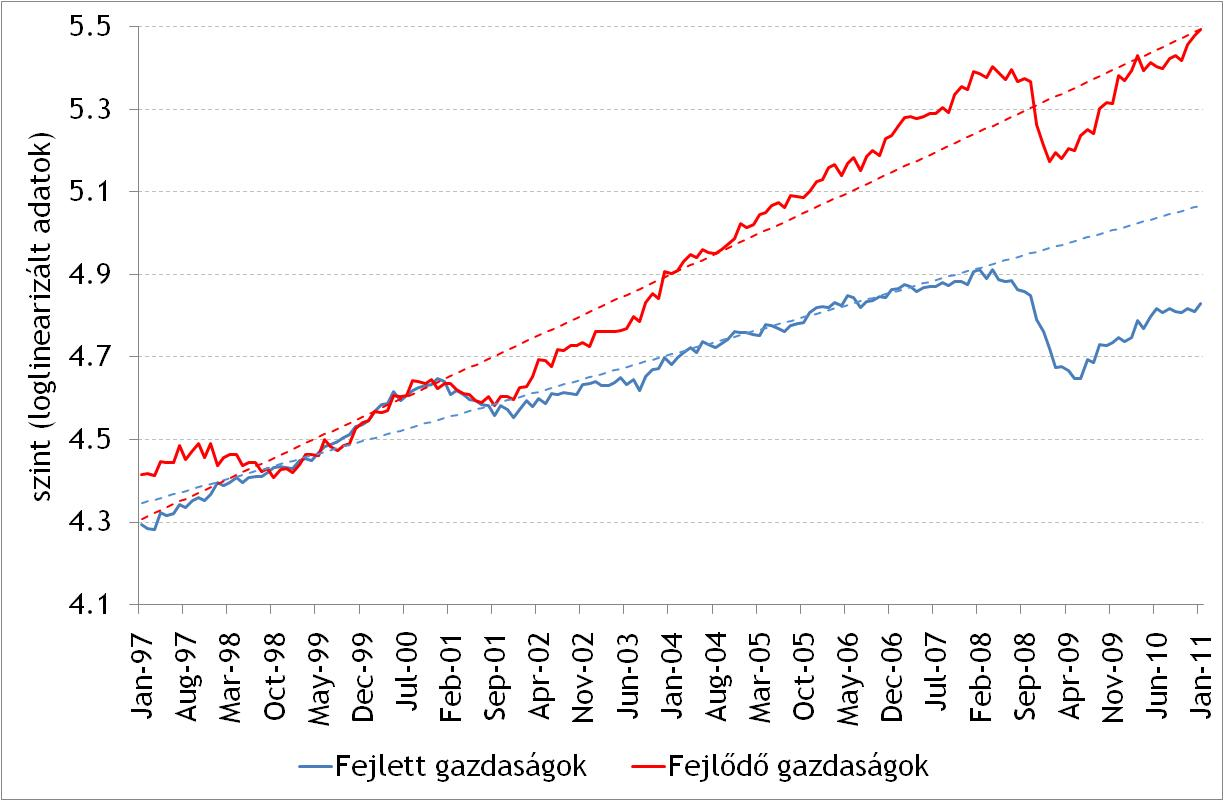 5.5
5.3
5.1
4.9
4.7
4.5
4.3
4.1
szint (loglinearizált adatok)
Jan-97
Aug-97
Mar-98
Oct-98
May-99
Dec-99
Jul-00
Feb-01
Sep-01
Apr-02
Nov-02
Jun-03
Jan-04
Aug-04
Mar-05
Oct-05
May-06
Dec-06
Jul-07
Feb-08
Sep-08
Apr-09
Nov-09
Jun-10
Jan-11
Fejlett gazdaságok
Fejlődő gazdaságok